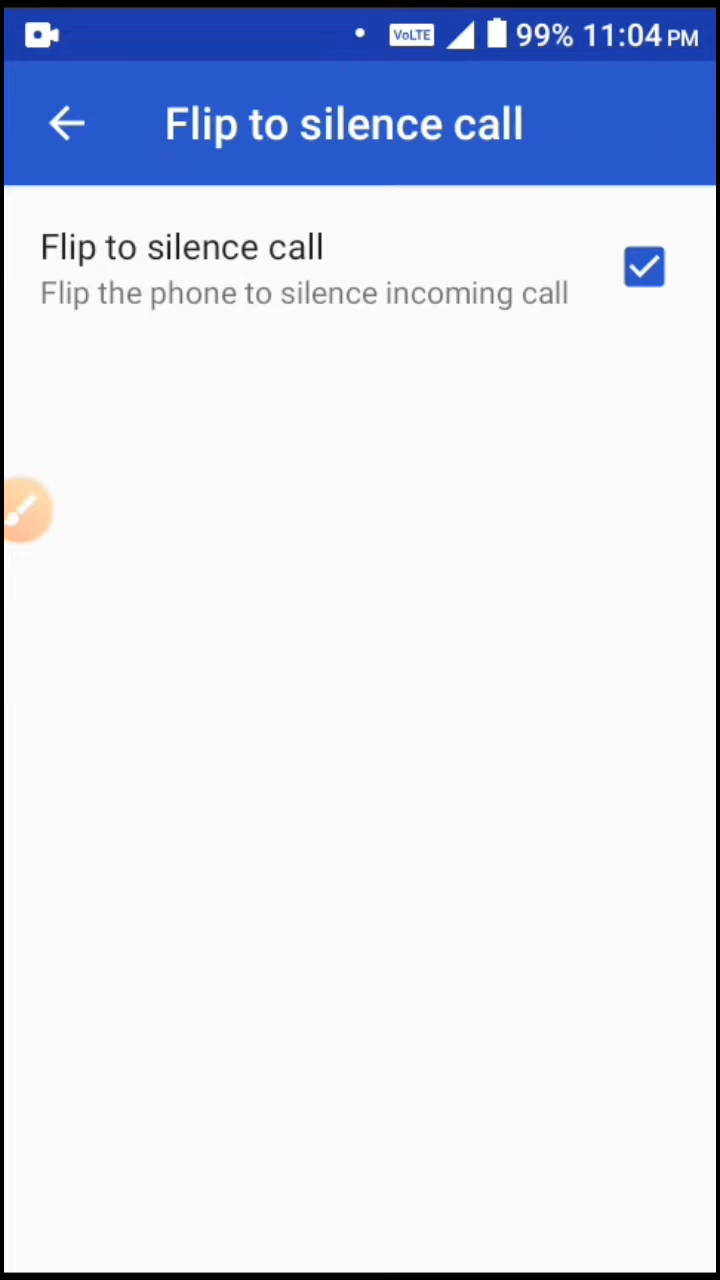 VoLTE 99% 11:04 PM
Flip to silence call
Flip to silence call
Flip the phone to silence incoming call